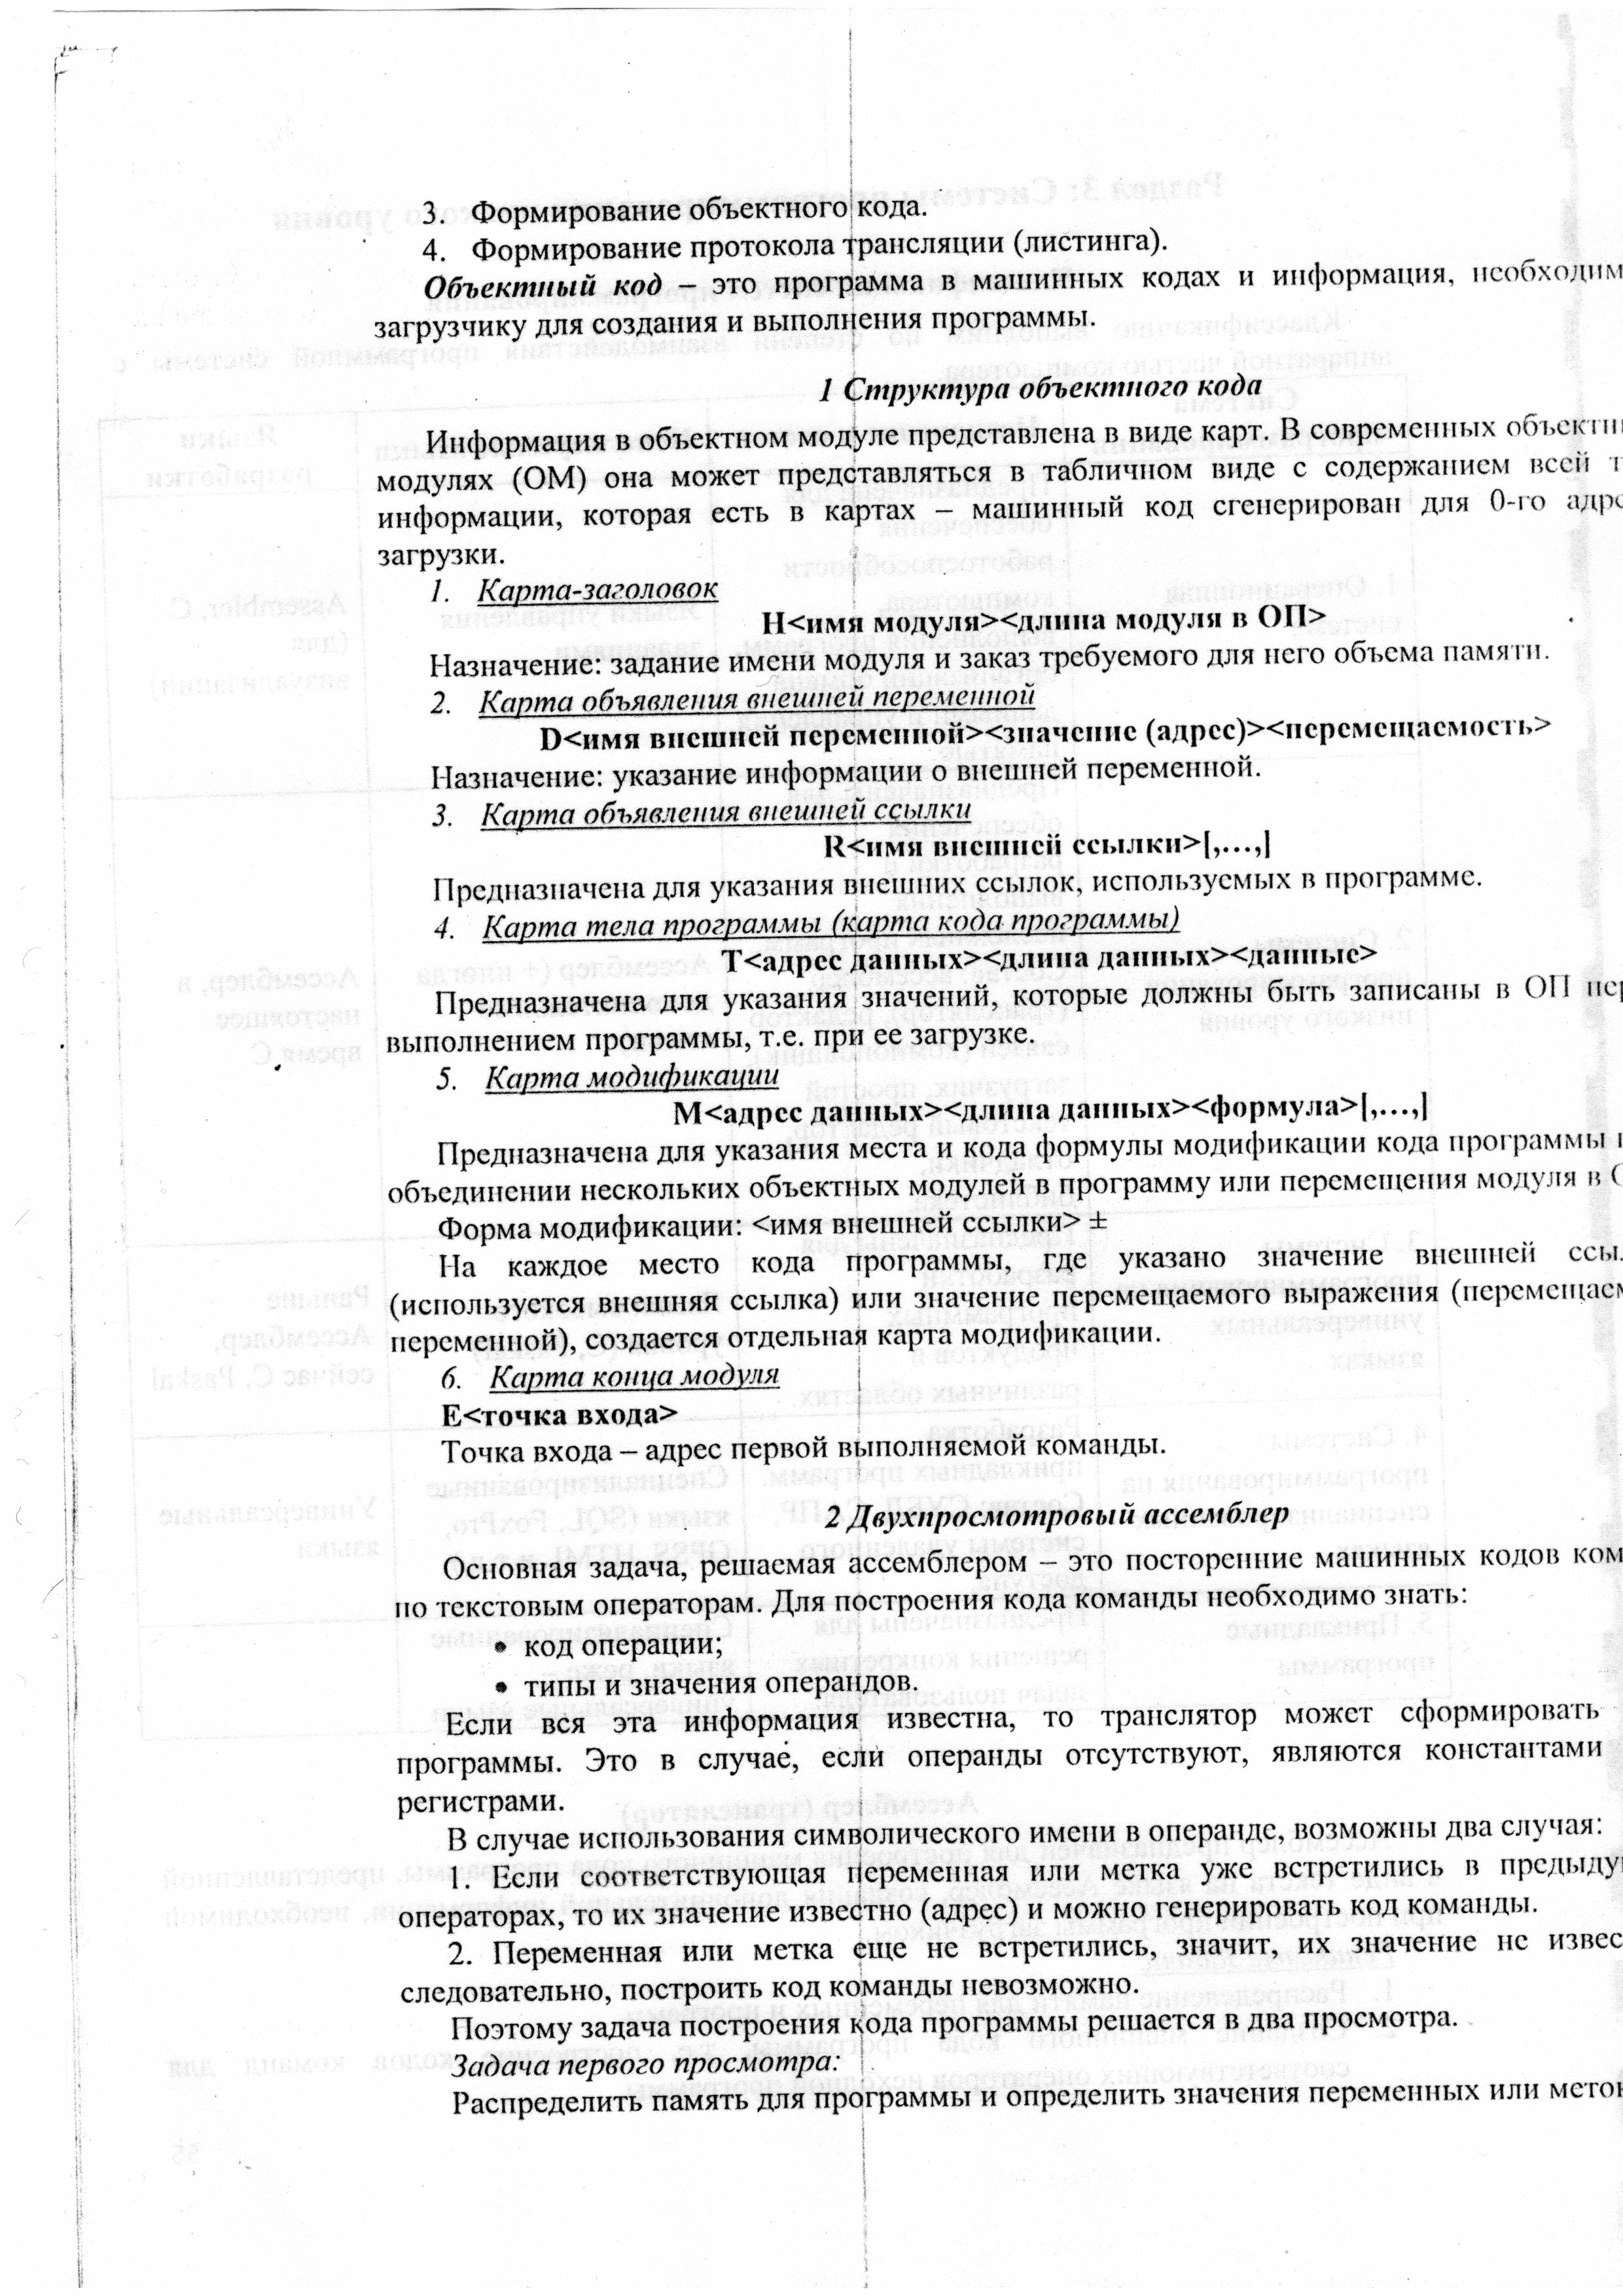 3. Формирование объектного кода.
4. Формирование протокола трансляции (листинга).
Объектный код – это программа в машинных кодах и информация, необходим
загрузчику для создания и выполнения программы.
1 Структура объектного кода
Информация в объектном модуле представлена в виде карт. В современных объектн
модулях (ОМ) она может представляться в табличном виде с содержанием всей т
информации, которая есть в картах – машинный код сгенерирован для 0-го адре
загрузки.
1. Карта-заголовок
H<имя модуля><длина модуля в ОП>
Назначение: задание имени модуля и заказ требуемого для него объема памяти.
2. Карта объявления внешней переменной
D<имя внешней переменной><значение (адрес)><перемещаемость>
Назначение: указание информации о внешней переменной.
3. Карта объявления внешней ссылки
R<имя внешней ссылки>[,…,]
Предназначена для указания внешних ссылок, используемых в программе.
4. Карта тела программы (карта кода программы)
T<адрес данных><длина данных><данные>
Предназначена для указания значений, которые должны быть записаны в ОП пер
выполнением программы, т.е. при ее загрузке.
5. Карта модификации
M<адрес данных><длина данных><формула>[,…,]
Предназначена для указания места и кода формулы модификации кода программы п
объединении нескольких объектных модулей в программу или перемещения модуля в О
Форма модификации: <имя внешней ссылки> ±
На каждое место кода программы, где указано значение внешней ссыл
(используется внешняя ссылка) или значение перемещаемого выражения (перемещаем
переменной), создается отдельная карта модификации.
6. Карта конца модуля
E<точка входа>
Точка входа – адрес первой выполняемой команды.
2 Двухпросмотровый ассемблер
Основная задача, решаемая ассемблером – это посторенние машинных кодов ком
по текстовым операторам. Для построения кода команды необходимо знать:
• код операции;
• типы и значения операндов.
Если вся эта информация известна, то транслятор может сформировать
программы. Это в случае, если операнды отсутствуют, являются константами
регистрами.
В случае использования символического имени в операнде, возможны два случая:
1. Если соответствующая переменная или метка уже встретились в предыду
операторах, то их значение известно (адрес) и можно генерировать код команды.
2. Переменная или метка еще не встретились, значит, их значение не извес
следовательно, построить код команды невозможно.
Поэтому задача построения кода программы решается в два просмотра.
Задача первого просмотра:
Распределить память для программы и определить значения переменных или меток